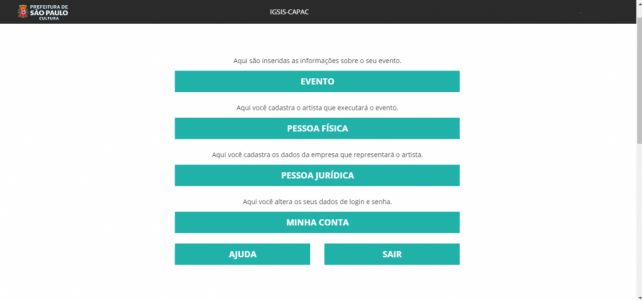 PREFEITURA DE
SÃO PAULO
CULTURA
IGSIS-CAPAC
Aqui são inseridas as informações sobre o seu evento.
EVENTO
Aqui você cadastra o artista que executará o evento.
PESSOA FÍSICA
Aqui você cadastra os dados da empresa que representará o artista.
PESSOA JURÍDICA
Aqui você altera os seus dados de login e senha.
MINHA CONTA
AJUDA
SAIR